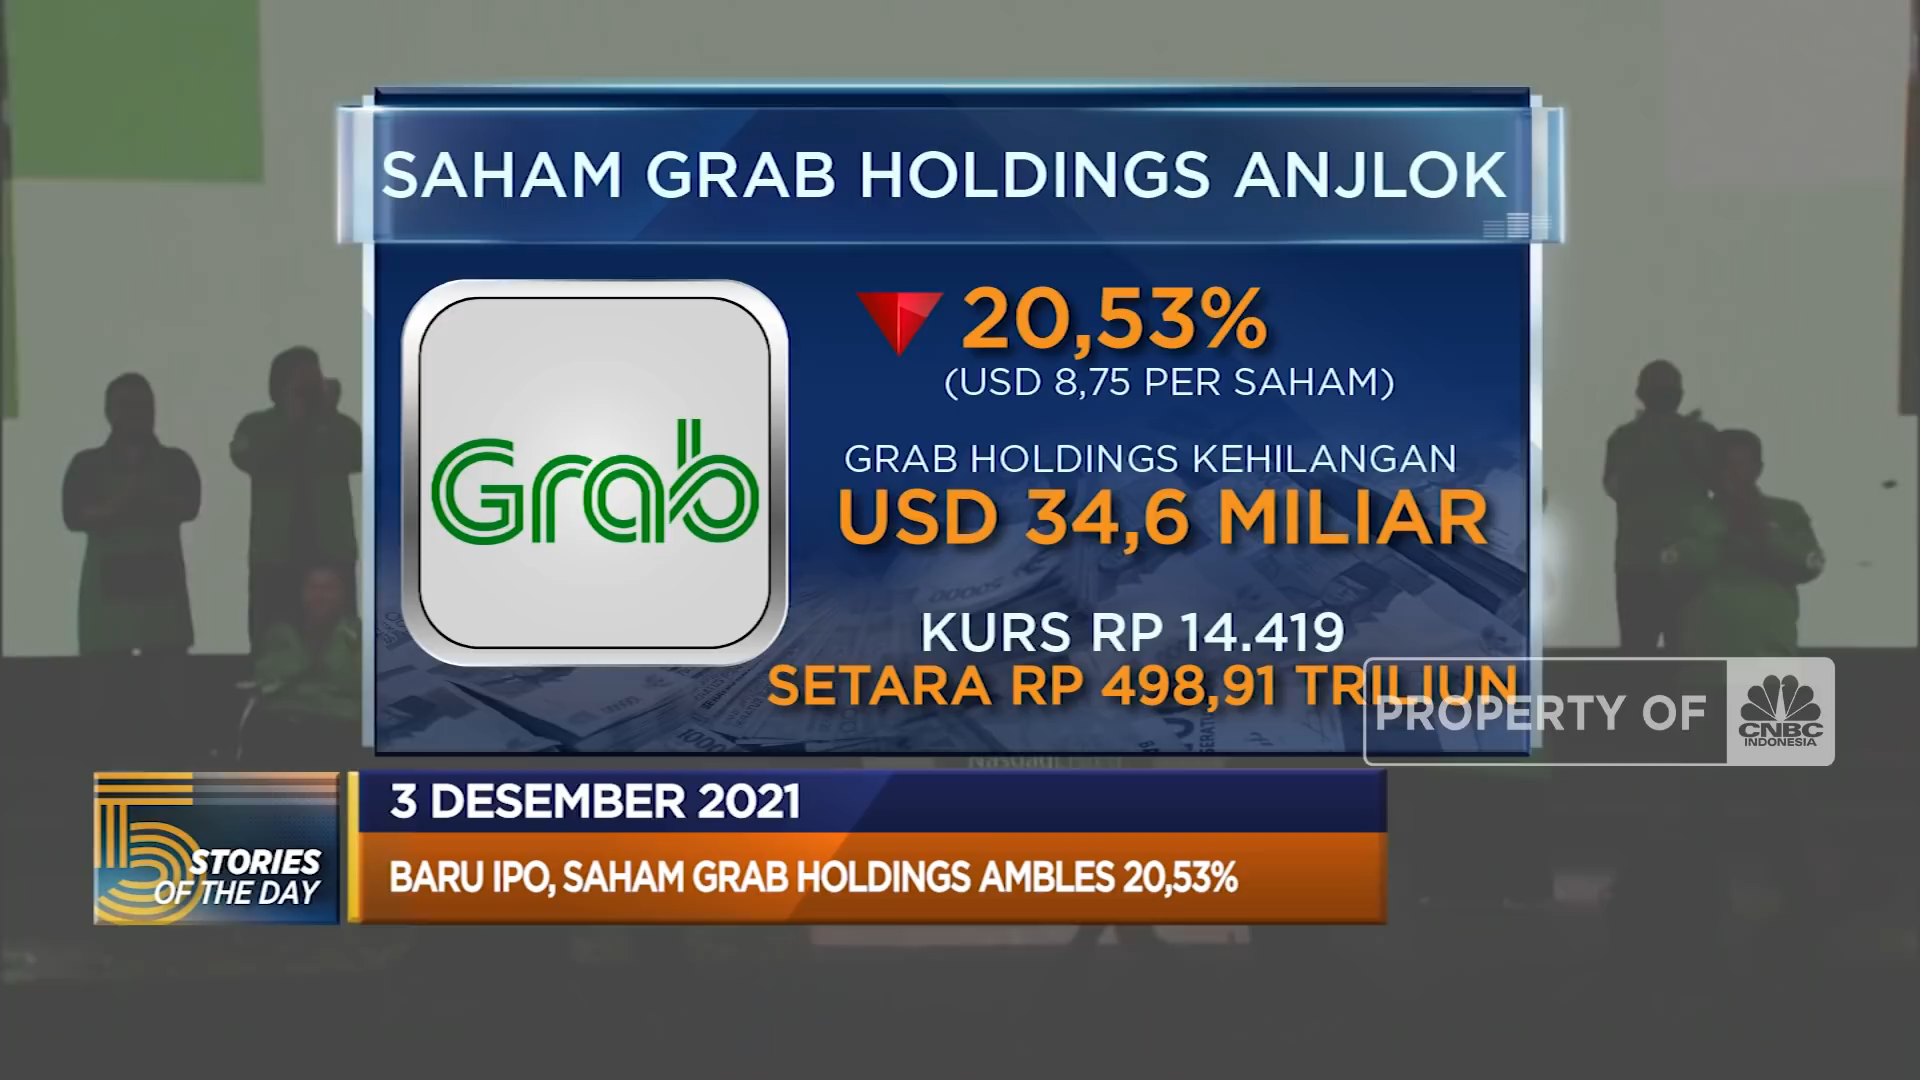 SAHAM GRAB HOLDINGS ANJLOK
Grab
20,53%
(USD 8,75 PER SAHAM)
GRAB HOLDINGS KEHILANGAN
USD 34,6 MILIAR
KURS RP 14.419
SETARA RP 498,91 TRILIUN
PROPERTY OF
CNBC
INDONESIA
Nasdaq
3 DESEMBER 2021
5 STORIES
OF THE DAY
BARU IPO, SAHAM GRAB HOLDINGS AMBLES 20,53%